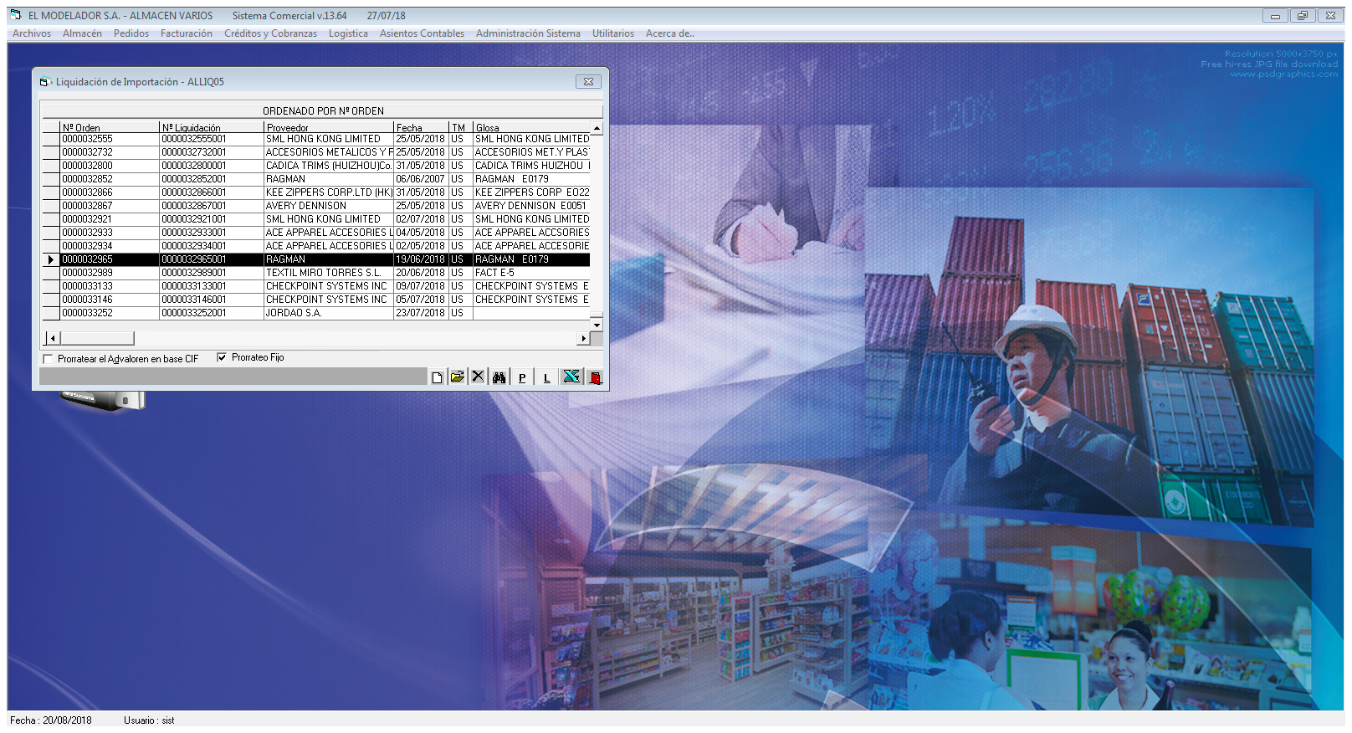 EL MODELADOR S.A. - ALMACEN VARIOS Sistema Comercial v.13.64 27/07/18
Archivos Almacén Pedidos Facturación Créditos y Cobranzas Logistica Asientos Contables Administración Sistema Utilitarios Acerca de..
Resolution 5000x3750 px
Free hi-res JPG file download
www.psdgraphics.com
Liquidación de Importación - ALLIQ05
ORDENADO POR Nº ORDEN
Nº Orden Nº Liquidación Proveedor Fecha TM Glosa
0000032555 0000032555001 SML HONG KONG LIMITED 25/05/2018 US SML HONG KONG LIMITED
0000032732 0000032732001 ACCESORIOS METALICOS Y F 25/05/2018 US ACCESORIOS MET.Y PLAS
0000032800 0000032800001 CADICA TRIMS (HUIZHOU)Co. 31/05/2018 US CADICA TRIMS HUIZHOU
0000032852 0000032852001 RAGMAN 06/06/2007 US RAGMAN E0179
0000032866 0000032866001 KEE ZIPPERS CORP.LTD (HK) 31/05/2018 US KEE ZIPPERS CORP E022
0000032867 0000032867001 AVERY DENNISON 25/05/2018 US AVERY DENNISON E0051
0000032921 0000032921001 SML HONG KONG LIMITED 02/07/2018 US SML HONG KONG LIMITED
0000032933 0000032933001 ACE APPAREL ACCESORIES L 04/05/2018 US ACE APPAREL ACCSORIES
0000032934 0000032934001 ACE APPAREL ACCESORIES L 02/05/2018 US ACE APPAREL ACCESORIE
0000032965 0000032965001 RAGMAN 19/06/2018 US RAGMAN E0179
0000032989 0000032989001 TEXTIL MIRO TORRES S.L. 20/06/2018 US FACT E-5
0000033133 0000033133001 CHECKPOINT SYSTEMS INC 09/07/2018 US CHECKPOINT SYSTEMS E
0000033146 0000033146001 CHECKPOINT SYSTEMS INC 05/07/2018 US CHECKPOINT SYSTEMS E
0000033252 0000033252001 JORDAO S.A. 23/07/2018 US
Prorratear el Advaloren en base CIF Prorrateo Fijo
P L
1.20% 282.80
256.36 2.1%
Fecha : 20/08/2018 Usuario : sist